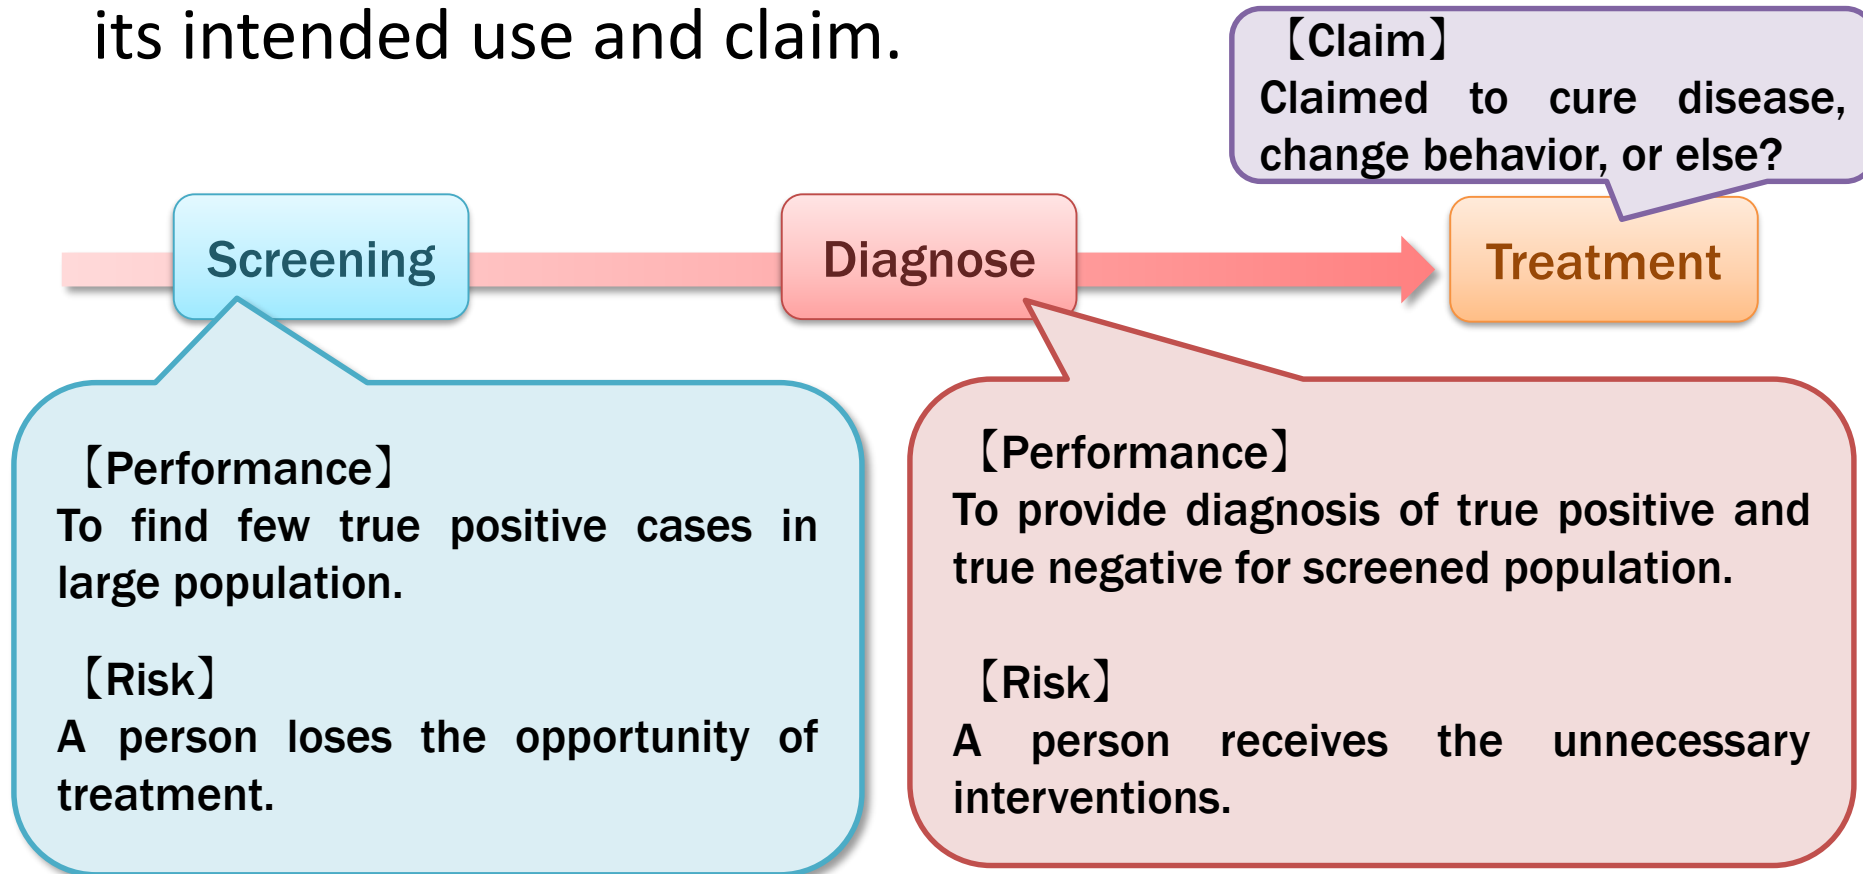 its intended use and claim.
【Claim】
Claimed to cure disease,
change behavior, or else?
Screening
Diagnose
Treatment
【Performance】
To find few true positive cases in
large population.
【Risk】
A person loses the opportunity of
treatment.
【Performance】
To provide diagnosis of true positive and
true negative for screened population.
【Risk】
A person receives the unnecessary
interventions.